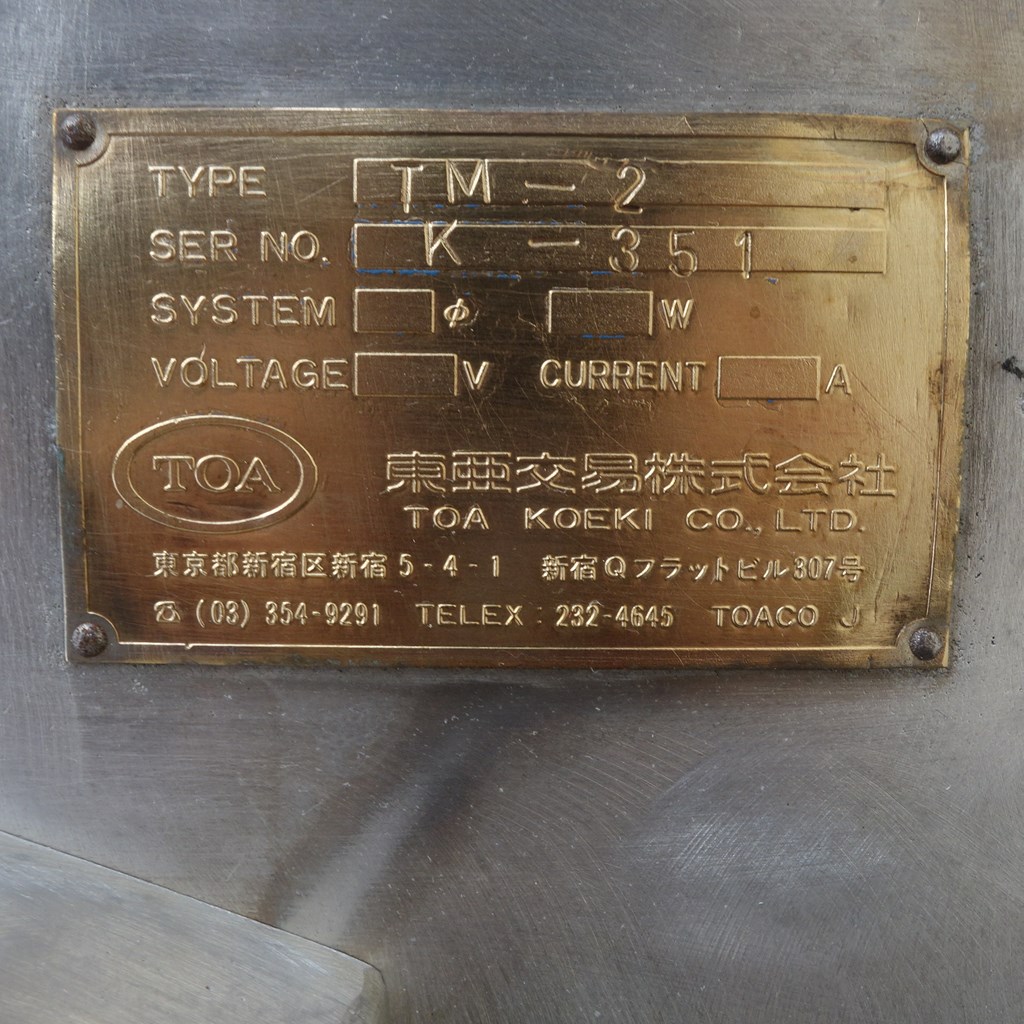 TYPE TM-2
SER NO. K-351
SYSTEM ϕ W
VOLTAGE V CURRENT A
TOA 東亜交易株式会社
TOA KOEKI CO., LTD.
東京都新宿区新宿5-4-1 新宿Qフラットビル307号
☎ (03) 354-9291 TELEX: 232-4645 TOACO J